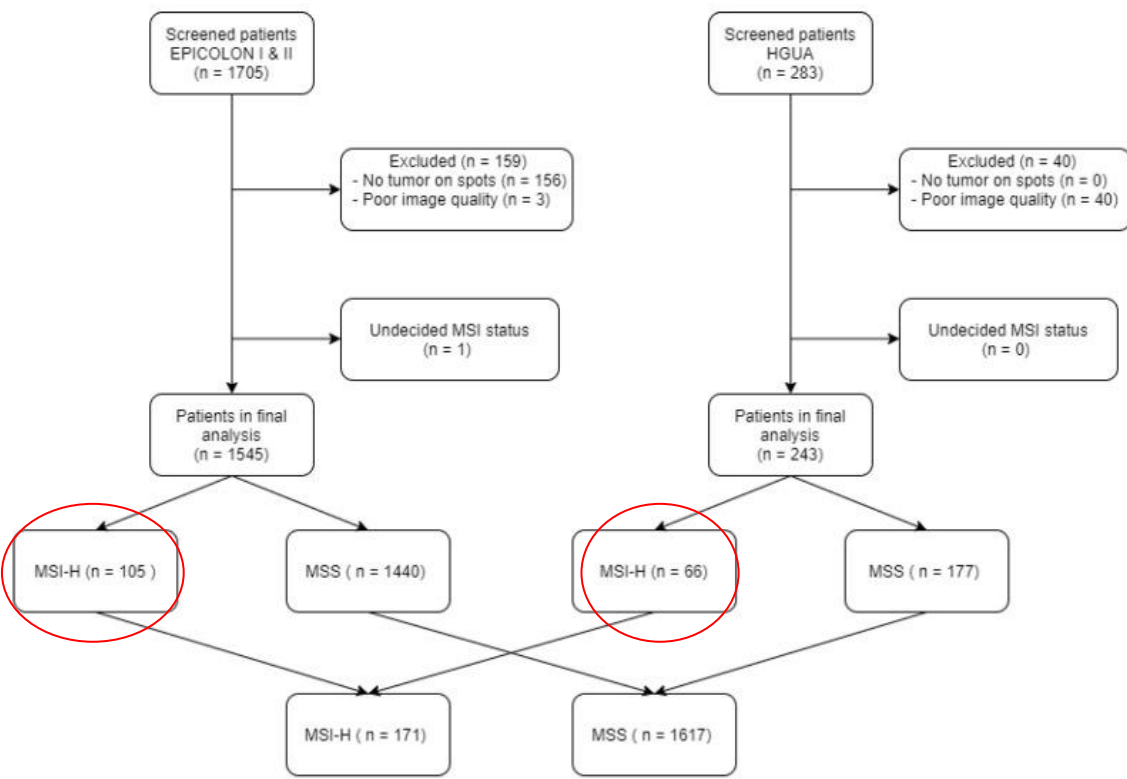 Screened patients
EPICOLON I & II
(n = 1705)
Screened patients
HGUA
(n = 283)
Excluded (n = 159)
- No tumor on spots (n = 156)
- Poor image quality (n = 3)
Excluded (n = 40)
- No tumor on spots (n = 0)
- Poor image quality (n = 40)
Undecided MSI status
(n = 1)
Undecided MSI status
(n = 0)
Patients in final
analysis
(n = 1545)
Patients in final
analysis
(n = 243)
MSI-H (n = 105 )
MSS ( n = 1440)
MSI-H (n = 66)
MSS ( n = 177)
MSI-H ( n = 171)
MSS ( n = 1617)